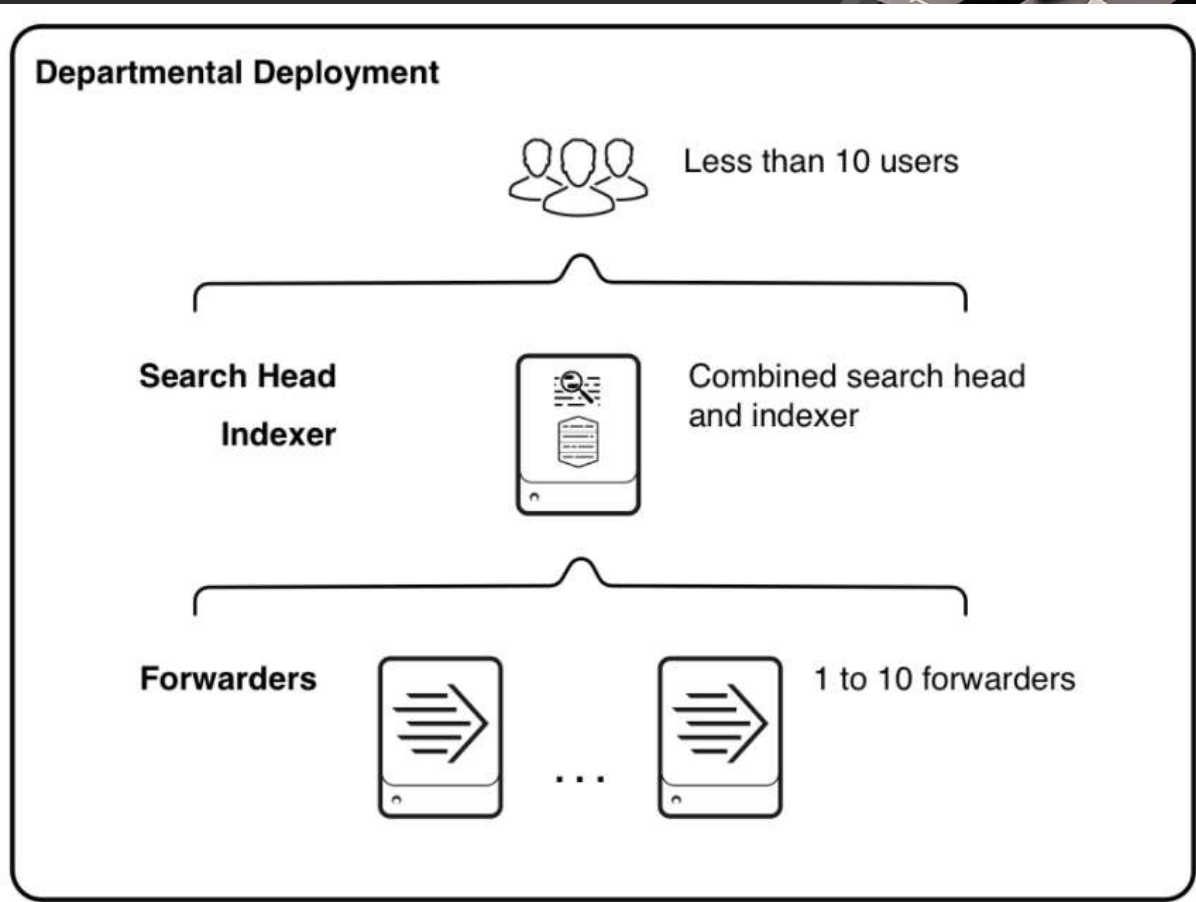 Departmental Deployment
Less than 10 users
Search Head
Combined search head
and indexer
Indexer
Forwarders
1 to 10 forwarders
...